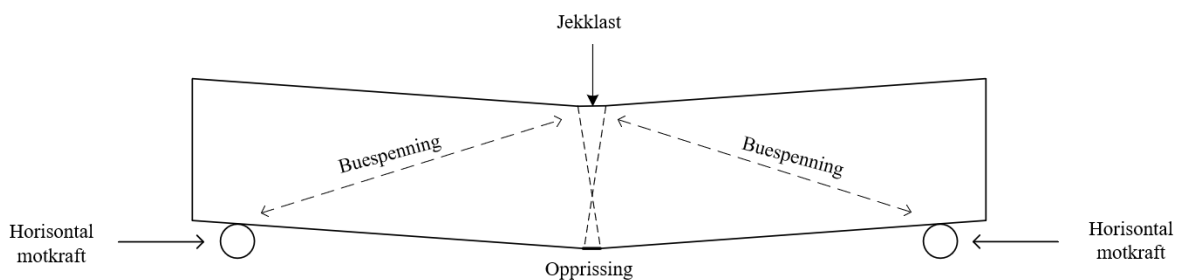 Jekklast
Buespenning
Buespenning
Horisontal
motkraft
Horisontal
motkraft
Opprissing